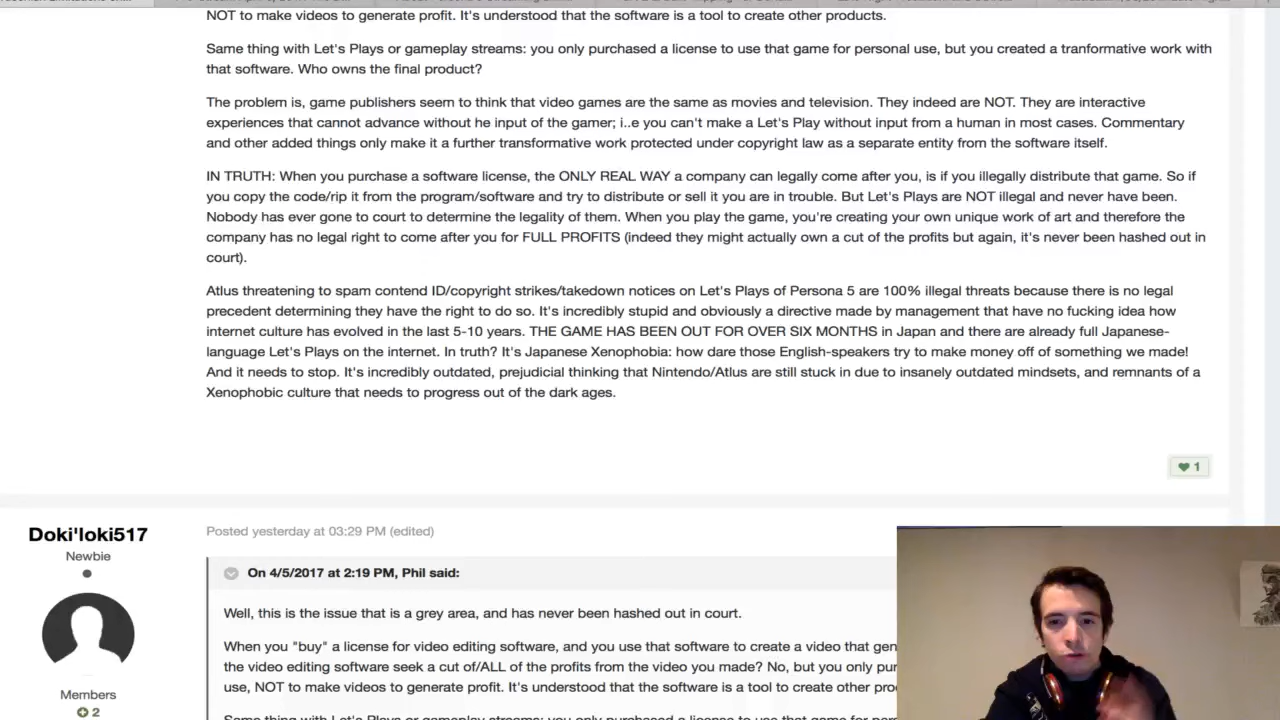 NOT to make videos to generate profit. It's understood that the software is a tool to create other products.
Same thing with Let's Plays or gameplay streams: you only purchased a license to use that game for personal use, but you created a tranformative work with
that software. Who owns the final product?
The problem is, game publishers seem to think that video games are the same as movies and television. They indeed are NOT. They are interactive
experiences that cannot advance without he input of the gamer; i..e you can't make a Let's Play without input from a human in most cases. Commentary
and other added things only make it a further transformative work protected under copyright law as a separate entity from the software itself.
IN TRUTH: When you purchase a software license, the ONLY REAL WAY a company can legally come after you, is if you illegally distribute that game. So if
you copy the code/rip it from the program/software and try to distribute or sell it you are in trouble. But Let's Plays are NOT illegal and never have been.
Nobody has ever gone to court to determine the legality of them. When you play the game, you're creating your own unique work of art and therefore the
company has no legal right to come after you for FULL PROFITS (indeed they might actually own a cut of the profits but again, it's never been hashed out in
court).
Atlus threatening to spam contend ID/copyright strikes/takedown notices on Let's Plays of Persona 5 are 100% illegal threats because there is no legal
precedent determining they have the right to do so. It's incredibly stupid and obviously a directive made by management that have no fucking idea how
internet culture has evolved in the last 5-10 years. THE GAME HAS BEEN OUT FOR OVER SIX MONTHS in Japan and there are already full Japanese-
language Let's Plays on the internet. In truth? It's Japanese Xenophobia: how dare those English-speakers try to make money off of something we made!
And it needs to stop. It's incredibly outdated, prejudicial thinking that Nintendo/Atlus are still stuck in due to insanely outdated mindsets, and remnants of a
Xenophobic culture that needs to progress out of the dark ages.
1
Doki'loki517
Posted yesterday at 03:29 PM (edited)
Newbie
On 4/5/2017 at 2:19 PM, Phil said:
Well, this is the issue that is a grey area, and has never been hashed out in court.
When you "buy" a license for video editing software, and you use that software to create a video that gen
the video editing software seek a cut of/ALL of the profits from the video you made? No, but you only pur
use, NOT to make videos to generate profit. It's understood that the software is a tool to create other pro
Members
2
Same thing with Let's Plays or gameplay streams: you only purchased a license to use that game for pers